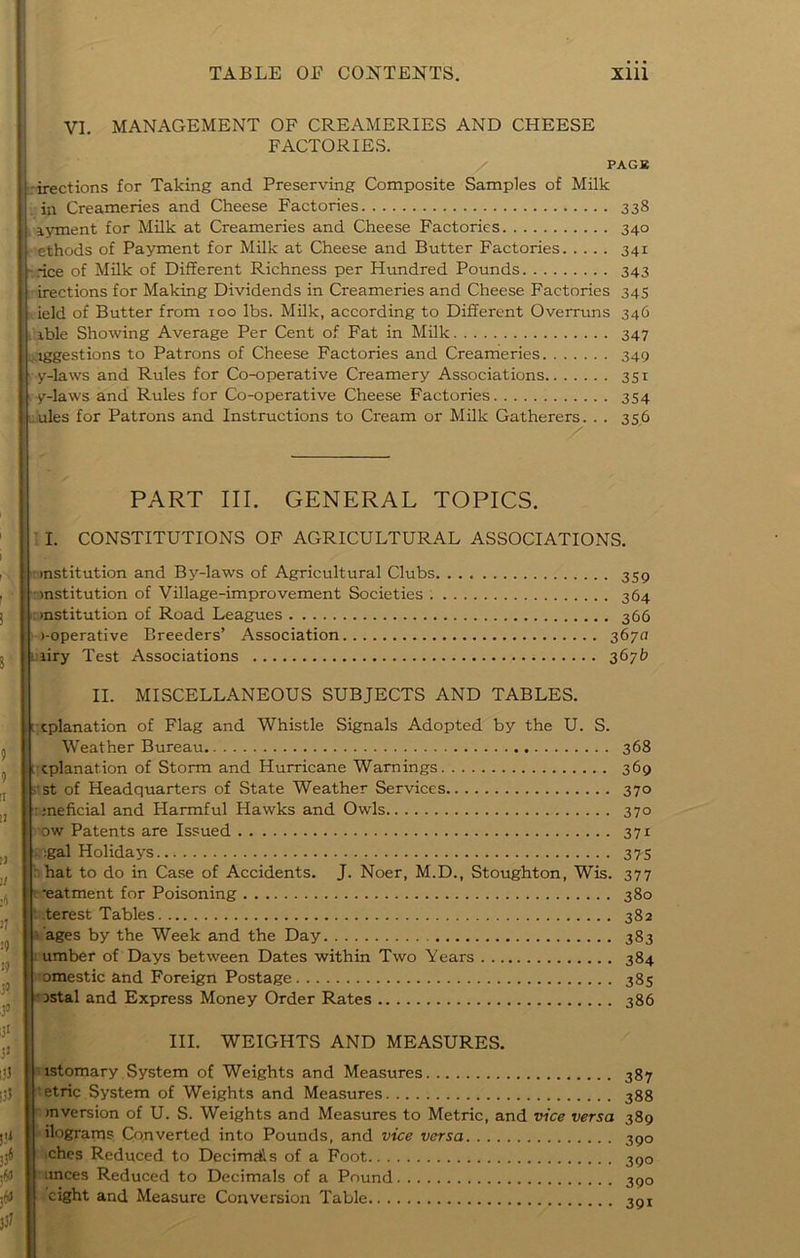 TABLE OF CONTENTS. xiii
VI. MANAGEMENT OF CREAMERIES AND CHEESE
FACTORIES.
PAGE
irections for Taking and Preserving Composite Samples of Milk
in Creameries and Cheese Factories. 338
ayment for Milk at Creameries and Cheese Factories. 340
ethods of Payment for Milk at Cheese and Butter Factories. 341
rice of Milk of Different Richness per Hundred Pounds. 343
irections for Making Dividends in Creameries and Cheese Factories 345
ield of Butter from 100 lbs. Milk, according to Different Overruns 346
able Showing Average Per Cent of Fat in Milk. 347
iggestions to Patrons of Cheese Factories and Creameries. 349
y-laws and Rules for Co-operative Creamery Associations. 351
y-laws and Rules for Co-operative Cheese Factories. 354
ules for Patrons and Instructions to Cream or Milk Gatherers. . . 356
PART III. GENERAL TOPICS.
I. CONSTITUTIONS OF AGRICULTURAL ASSOCIATIONS.
onstitution and By-laws of Agricultural Clubs. 359
onstitution of Village-improvement Societies . 364
onstitution of Road Leagues . 366
o-operative Breeders' Association. 367a
airy Test Associations . 367b
II. MISCELLANEOUS SUBJECTS AND TABLES.
xplanation of Flag and Whistle Signals Adopted by the U. S.
Weather Bureau. 368
xplanation of Storm and Hurricane Warnings. 369
st of Headquarters of State Weather Services. 370
eneficial and Harmful Hawks and Owls. 370
ow Patents are Issued . 371
egal Holidays. 375
hat to do in Case of Accidents. J. Noer, M.D., Stoughton, Wis. 377
eatment for Poisoning . 380
terest Tables. 382
ages by the Week and the Day. 383
umber of Days between Dates within Two Years . 384
omestic and Foreign Postage. 385
ostal and Express Money Order Rates . 386
III. WEIGHTS AND MEASURES.
istomary System of Weights and Measures. 387
etric System of Weights and Measures. 388
onversion of U. S. Weights and Measures to Metric, and vice versa 389
ilograms Converted into Pounds, and vice versa. 390
ches Reduced to Decimals of a Foot. 390
unces Reduced to Decimals of a Pound. 390
eight and Measure Conversion Table. 391